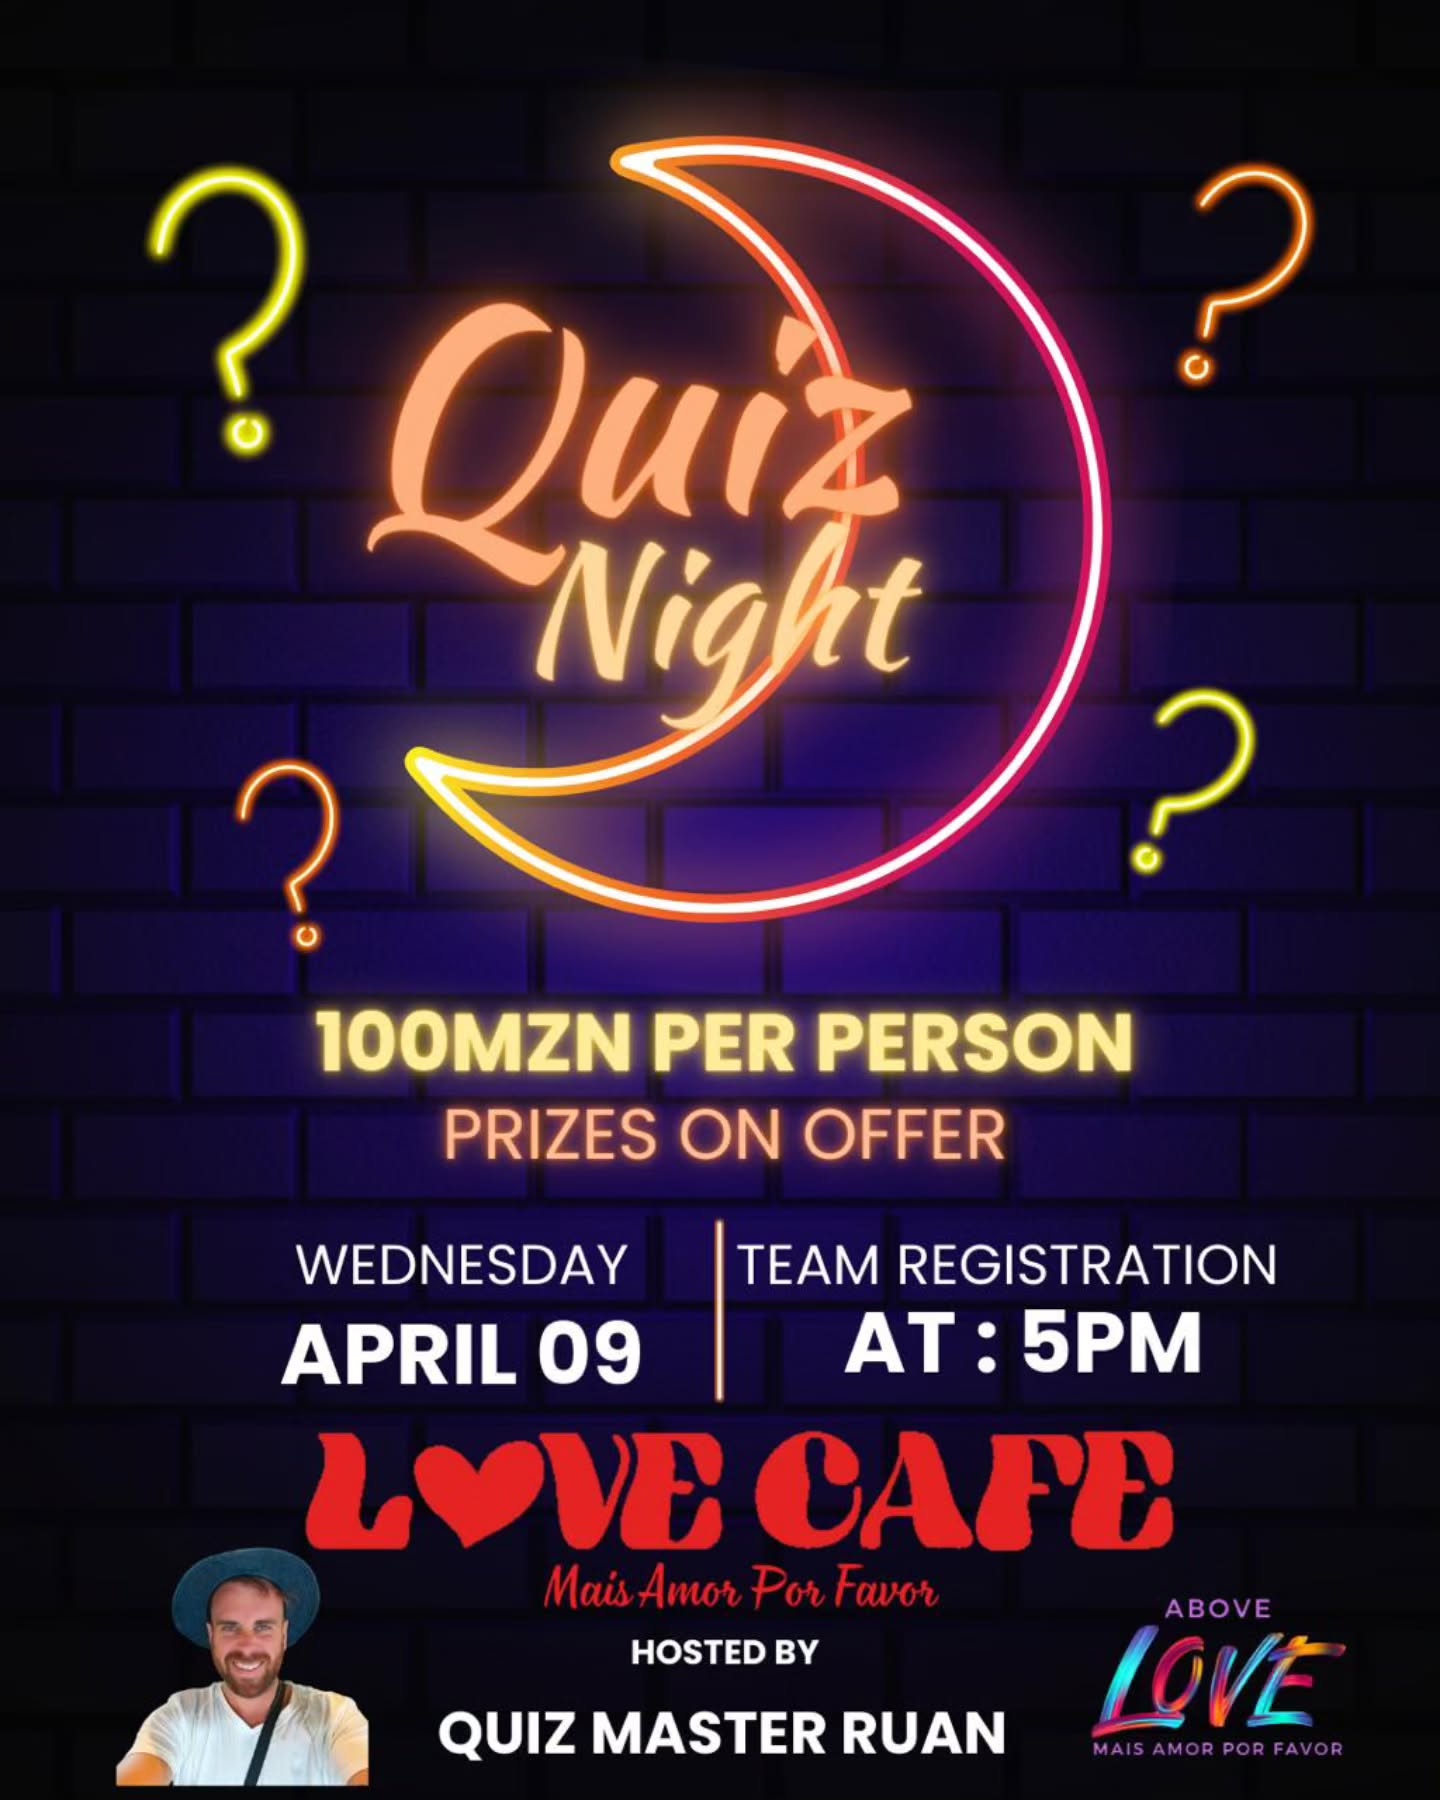 Quiz
Night
100MZN PER PERSON
PRIZES ON OFFER
WEDNESDAY
APRIL 09
TEAM REGISTRATION
AT : 5PM
L♥VE CAFE
Mais Amor Por Favor
HOSTED BY
QUIZ MASTER RUAN
ABOVE
LOVE
MAIS AMOR POR FAVOR